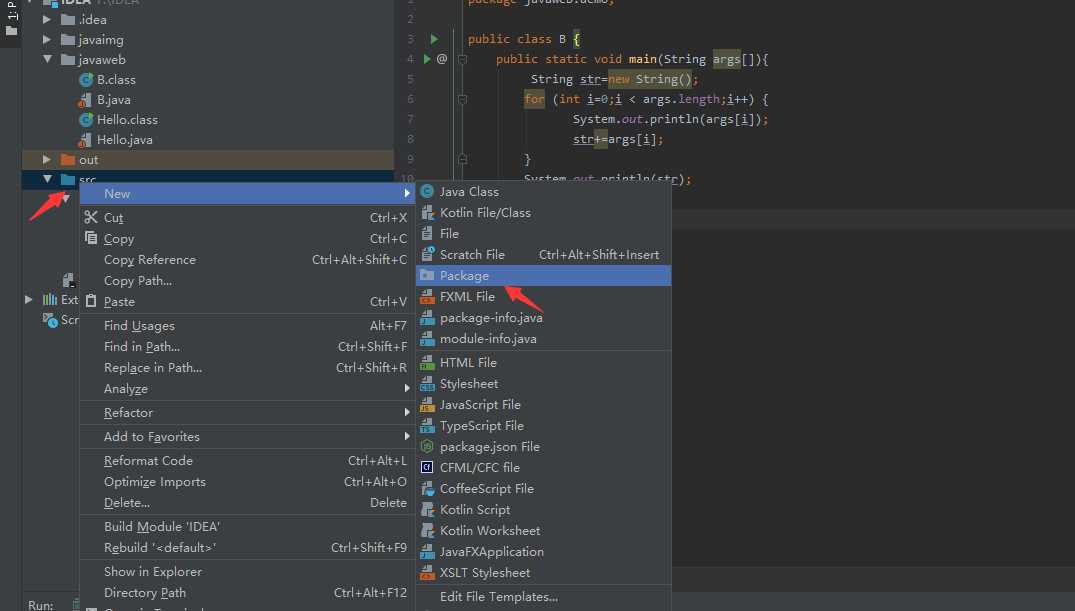 1: P
IDEA F:\IDEA
.idea
javaimg
javaweb
B.class
B.java
Hello.class
Hello.java
out
src
Ext
Scr
Run:
1 package javaweb.demo;
2
3 public class B {
4 public static void main(String args[]){
5 String str=new String();
6 for (int i=0;i < args.length;i++) {
7 System.out.println(args[i]);
8 str+=args[i];
9 }
10 System.out.println(str);
New
Cut Ctrl+X
Copy Ctrl+C
Copy Reference Ctrl+Alt+Shift+C
Copy Path...
Paste Ctrl+V
Find Usages Alt+F7
Find in Path... Ctrl+Shift+F
Replace in Path... Ctrl+Shift+R
Analyze
Refactor
Add to Favorites
Reformat Code Ctrl+Alt+L
Optimize Imports Ctrl+Alt+O
Delete... Delete
Build Module 'IDEA'
Rebuild '<default>' Ctrl+Shift+F9
Show in Explorer
Directory Path Ctrl+Alt+F12
Open in Terminal
Java Class
Kotlin File/Class
File
Scratch File Ctrl+Alt+Shift+Insert
Package
FXML File
package-info.java
module-info.java
HTML File
Stylesheet
JavaScript File
TypeScript File
package.json File
CFML/CFC file
CoffeeScript File
Kotlin Script
Kotlin Worksheet
JavaFXApplication
XSLT Stylesheet
Edit File Templates...